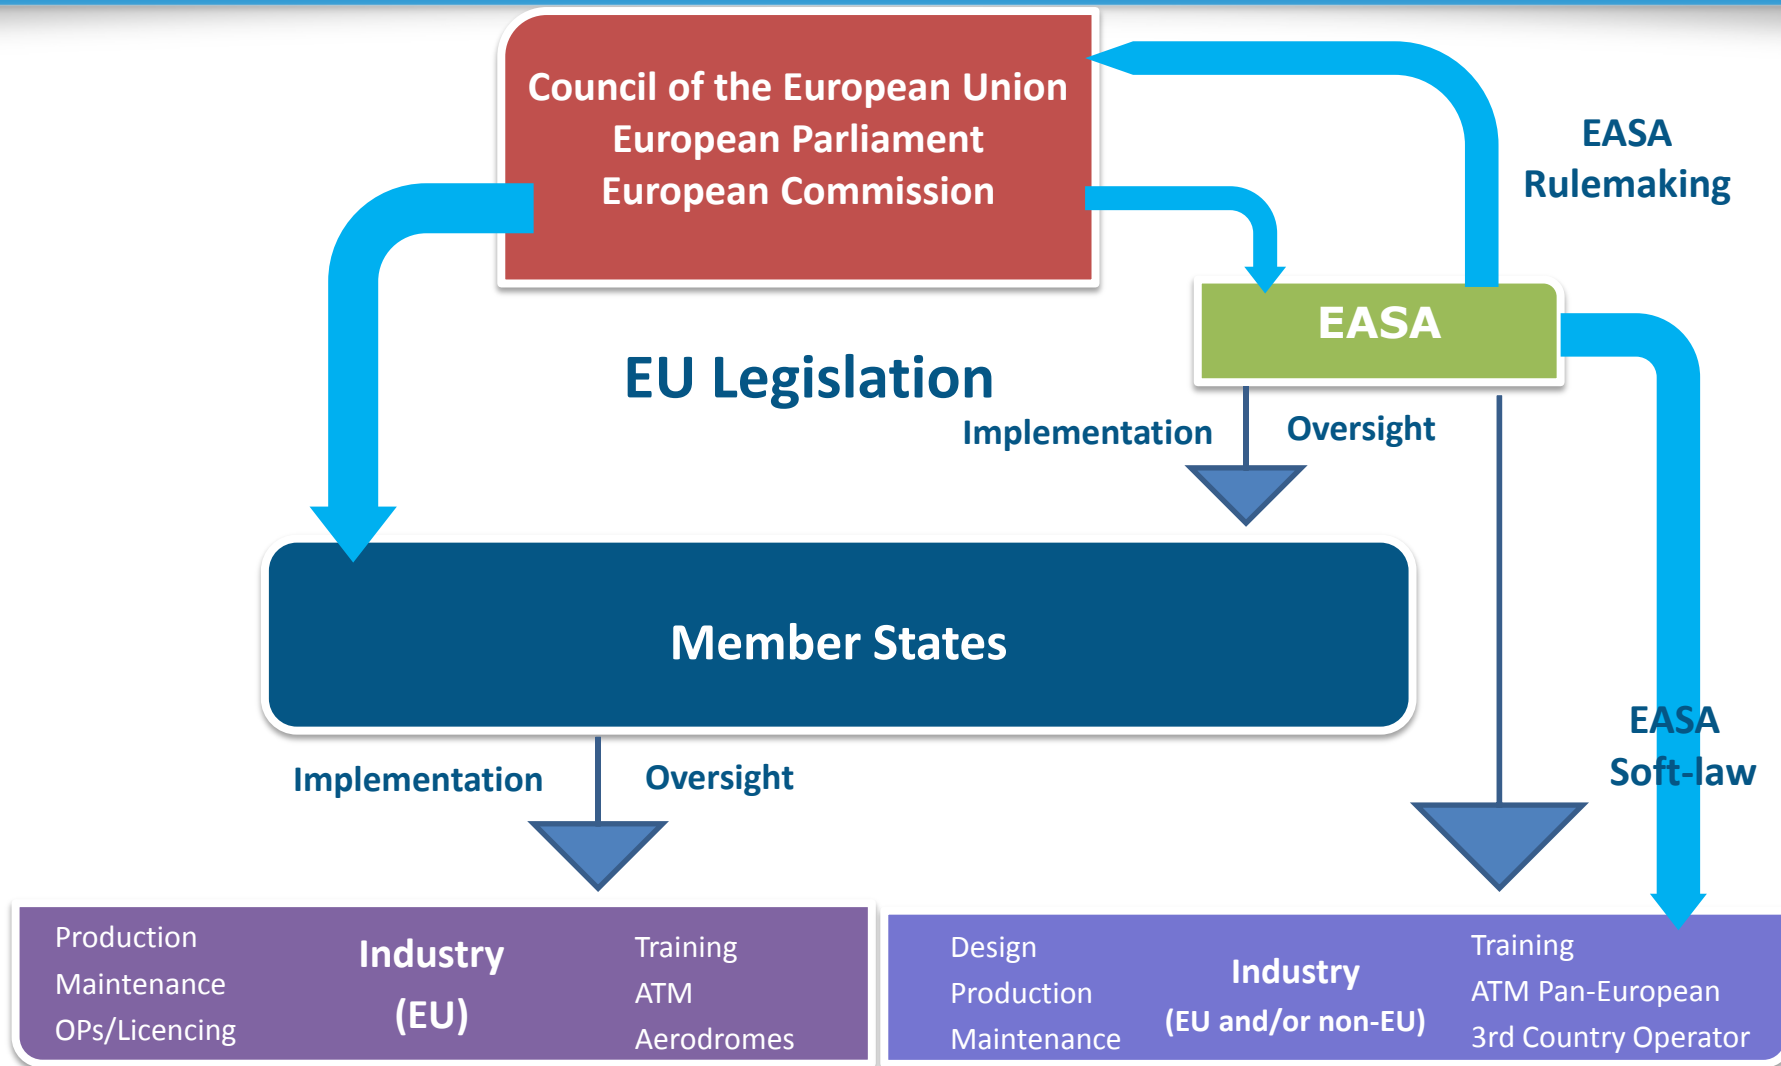 Council of the European Union
European Parliament
European Commission
EASA
Rulemaking
EASA
EU Legislation
Implementation
Oversight
Member States
EASA
Soft-law
Implementation
Oversight
Production
Maintenance
OPs/Licencing
Industry
(EU)
Training
ATM
Aerodromes
Design
Production
Maintenance
Industry
(EU and/or non-EU)
Training
ATM Pan-European
3rd Country Operator